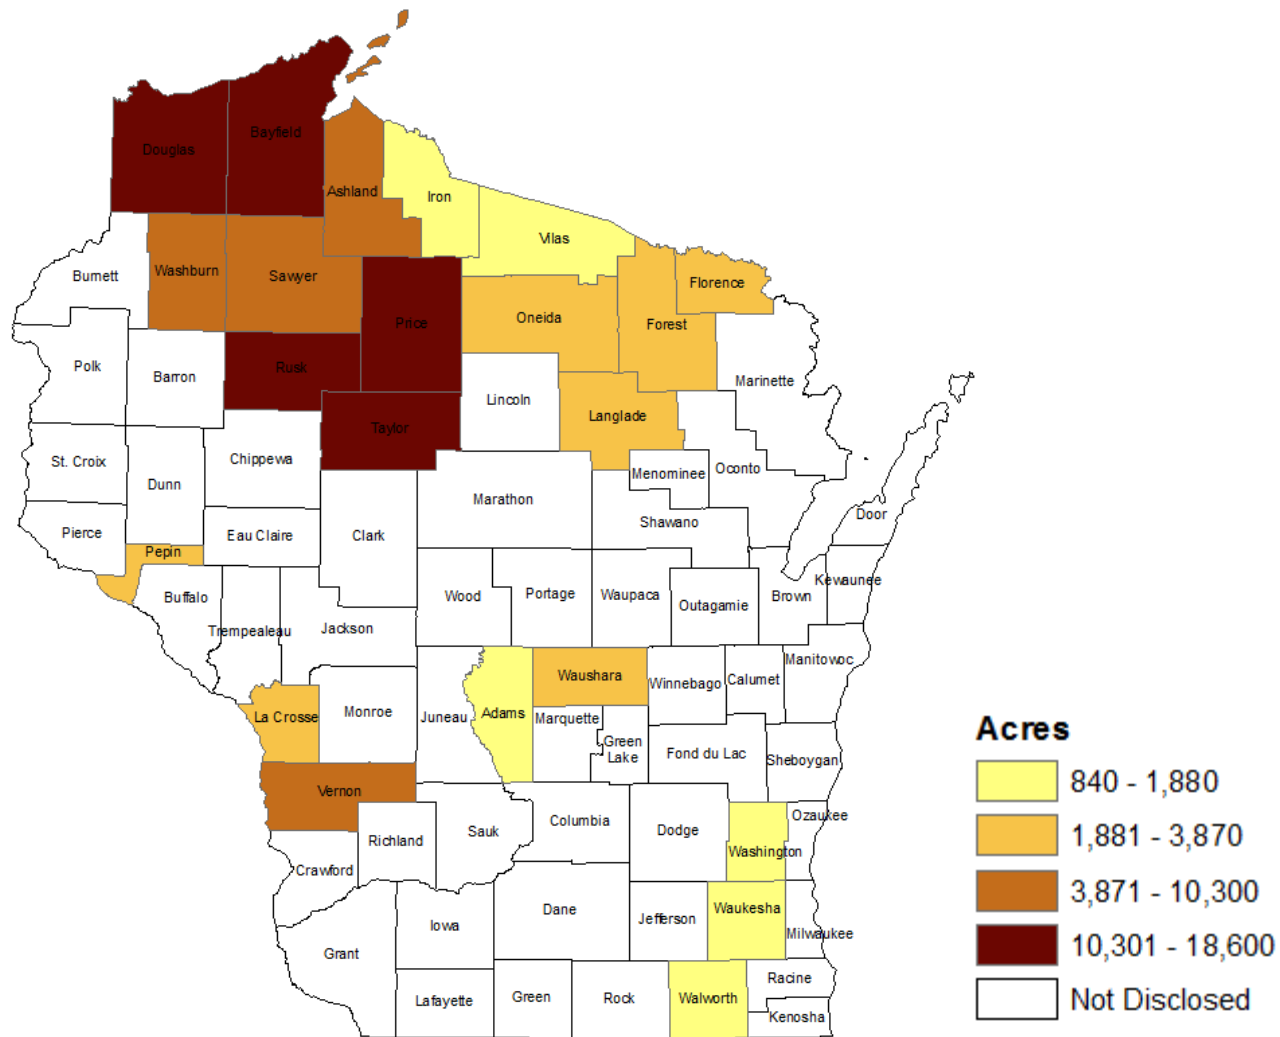 Bayfield
Douglas
Ashland
Iron
Vilas
Burnett
Washburn
Sawyer
Florence
Oneida
Forest
Price
Polk
Barron
Rusk
Marinette
Lincoln
Langlade
Taylor
St. Croix
Chippewa
Dunn
Menominee
Oconto
Marathon
Shawano
Door
Pierce
Eau Claire
Clark
Pepin
Kewaunee
Buffalo
Wood
Portage
Waupaca
Outagamie
Brown
Trempealeau
Jackson
Manitowoc
Waushara
Winnebago
Calumet
La Crosse
Monroe
Juneau
Adams
Marquette
Green
Lake
Fond du Lac
Sheboygan
Vernon
Richland
Sauk
Columbia
Dodge
Ozaukee
Washington
Crawford
Iowa
Dane
Jefferson
Waukesha
Milwaukee
Grant
Lafayette
Green
Rock
Walworth
Racine
Kenosha
Acres
840 - 1,880
1,881 - 3,870
3,871 - 10,300
10,301 - 18,600
Not Disclosed